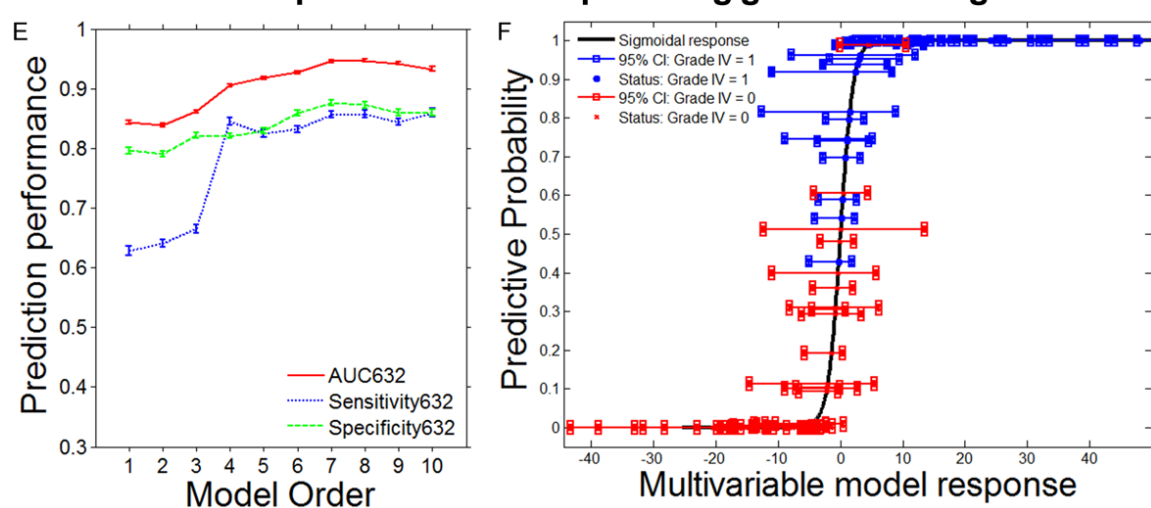 E
Prediction performance
1
0.9
0.8
0.7
0.6
0.5
0.4
0.3
AUC632
Sensitivity632
Specificity632
1 2 3 4 5 6 7 8 9 10
Model Order
F
Predictive Probability
1
0.9
0.8
0.7
0.6
0.5
0.4
0.3
0.2
0.1
0
Sigmoidal response
95% CI: Grade IV = 1
Status: Grade IV = 1
95% CI: Grade IV = 0
Status: Grade IV = 0
-40 -30 -20 -10 0 10 20 30 40
Multivariable model response